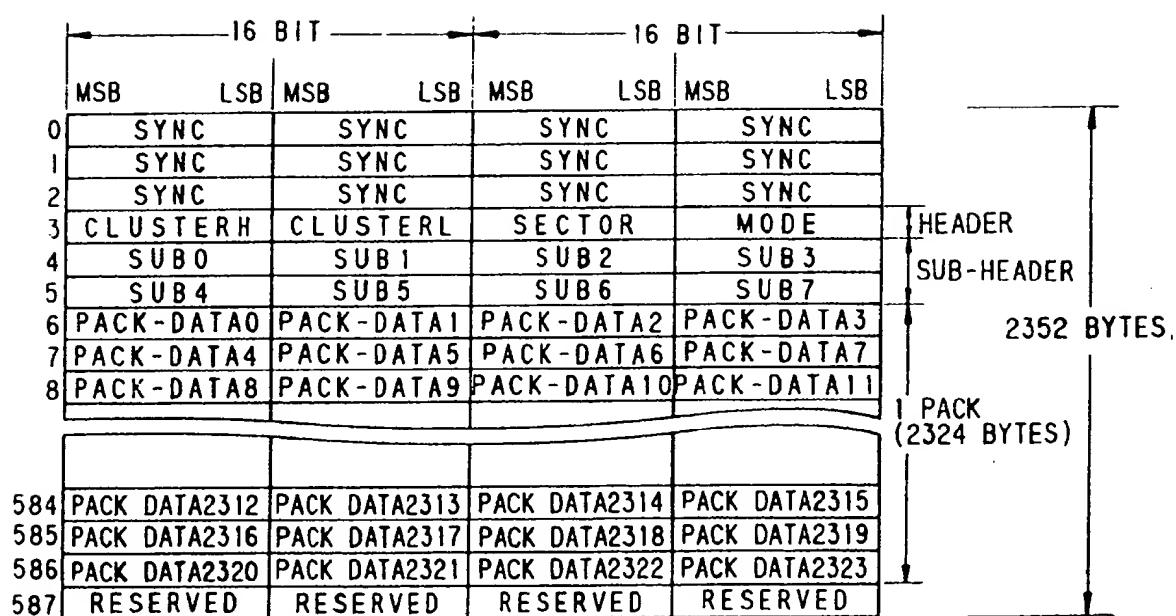 16 BIT 16 BIT
MSB LSB MSB LSB MSB LSB MSB LSB
0 SYNC SYNC SYNC SYNC
1 SYNC SYNC SYNC SYNC
2 SYNC SYNC SYNC SYNC
3 CLUSTERH CLUSTERL SECTOR MODE HEADER
4 SUB0 SUB1 SUB2 SUB3
SUB-HEADER
5 SUB4 SUB5 SUB6 SUB7
6 PACK-DATA0 PACK-DATA1 PACK-DATA2 PACK-DATA3
2352 BYTES.
7 PACK-DATA4 PACK-DATA5 PACK-DATA6 PACK-DATA7
8 PACK-DATA8 PACK-DATA9 PACK-DATA10 PACK-DATA11
1 PACK
(2324 BYTES)
584 PACK DATA2312 PACK DATA2313 PACK DATA2314 PACK DATA2315
585 PACK DATA2316 PACK DATA2317 PACK DATA2318 PACK DATA2319
586 PACK DATA2320 PACK DATA2321 PACK DATA2322 PACK DATA2323
587 RESERVED RESERVED RESERVED RESERVED